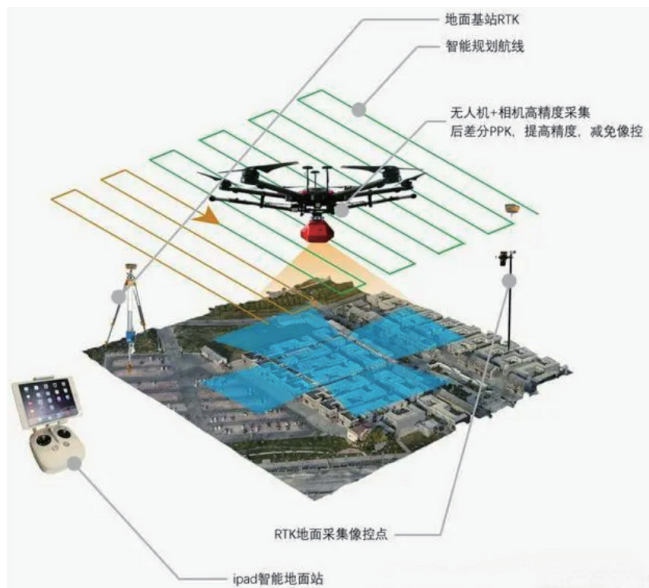 地面基站RTK
智能规划航线
无人机+相机高精度采集
后差分PPK，提高精度，减免像控
RTK地面采集像控点
ipad智能地面站